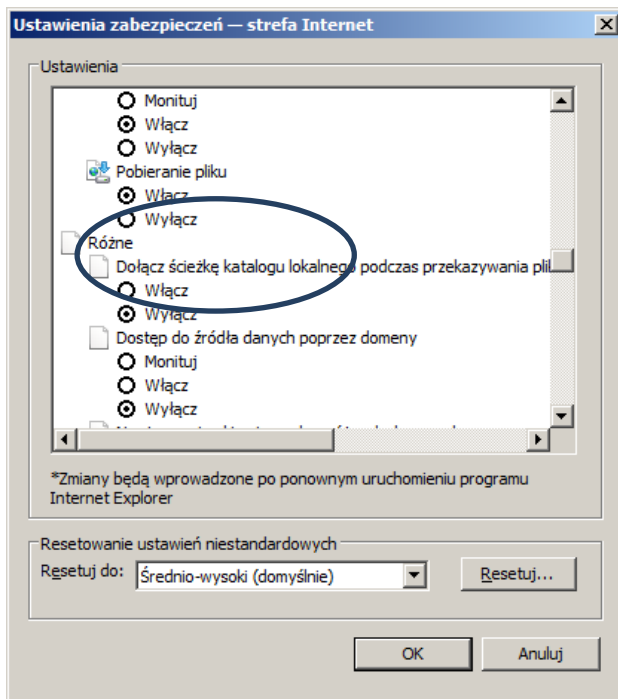 Ustawienia zabezpieczeń — strefa Internet
Ustawienia
Monituj
Włącz
Wyłącz
Pobieranie pliku
Włącz
Wyłącz
Różne
Dołącz ścieżkę katalogu lokalnego podczas przekazywania plik
Włącz
Wyłącz
Dostęp do źródła danych poprzez domeny
Monituj
Włącz
Wyłącz
*Zmiany będą wprowadzone po ponownym uruchomieniu programu
Internet Explorer
Resetowanie ustawień niestandardowych
Resetuj do: Średnio-wysoki (domyślnie) Resetuj...
OK Anuluj